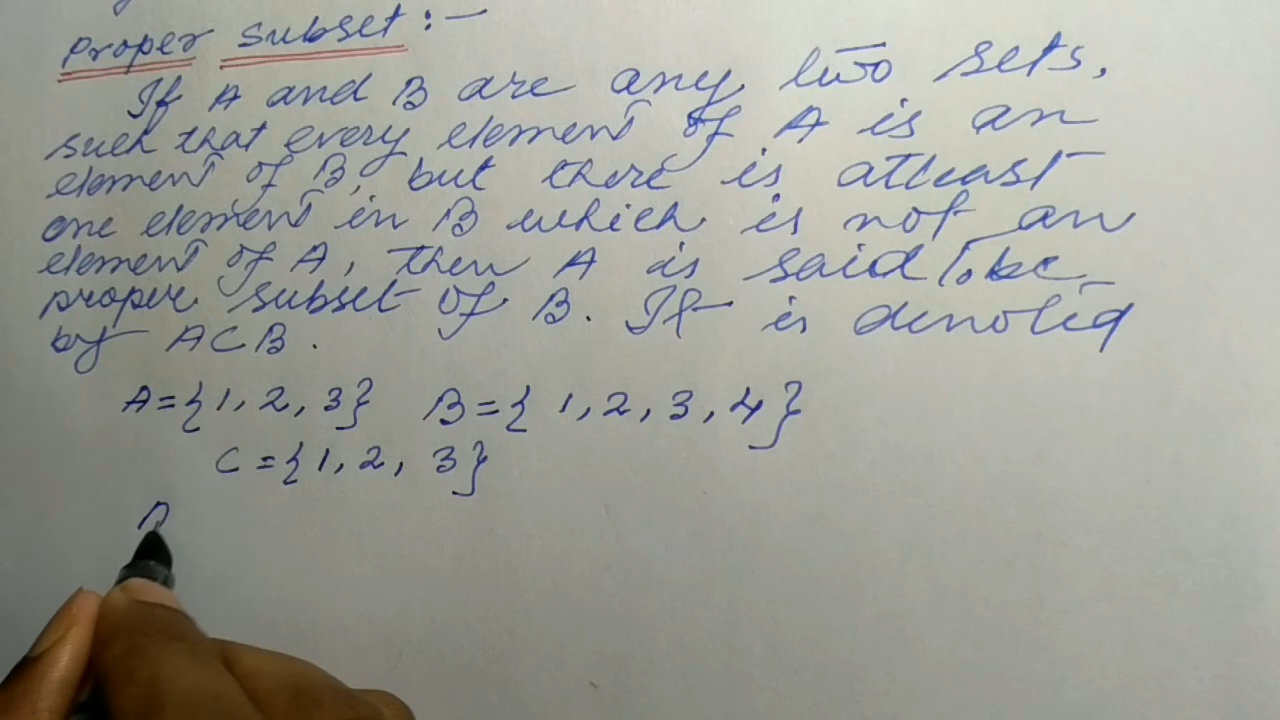 Proper Subset :-
If A and B are any two sets,
such that every element of A is an
element of B, but there is atleast
one element in B which is not an
element of A, then A is said to be
proper subset of B. It is denoted
by A⊂B.
A={1, 2, 3} B={ 1, 2, 3, 4}
C={1, 2, 3}